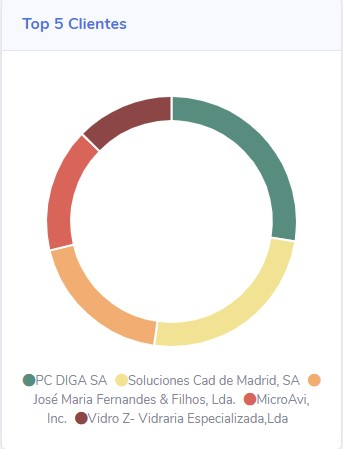 Top 5 Clientes
PC DIGA SA Soluciones Cad de Madrid, SA
José Maria Fernandes & Filhos, Lda. MicroAvi,
Inc. Vidro Z- Vidraria Especializada,Lda